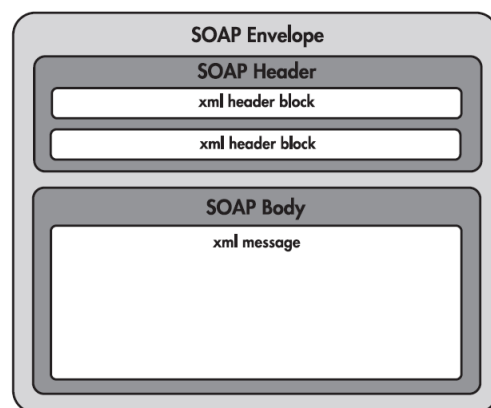 SOAP Envelope
SOAP Header
xml header block
xml header block
SOAP Body
xml message